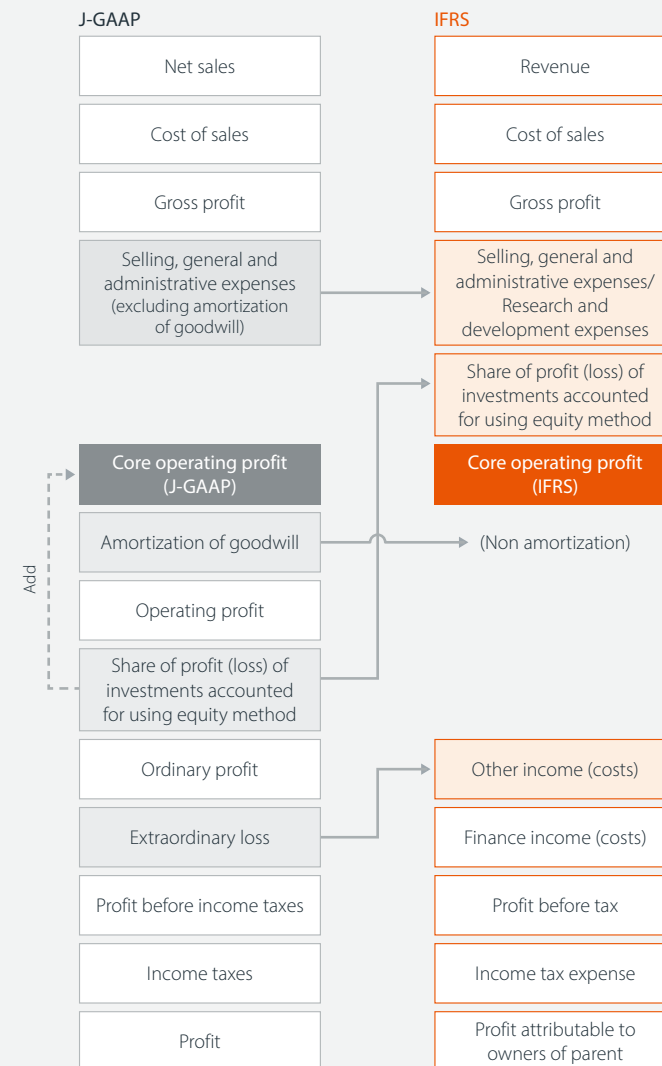 J-GAAP
IFRS
Net sales
Revenue
Cost of sales
Cost of sales
Gross profit
Gross profit
Selling, general and
administrative expenses
(excluding amortization
of goodwill)
Selling, general and
administrative expenses/
Research and
development expenses
Share of profit (loss) of
investments accounted
for using equity method
Core operating profit
(J-GAAP)
Core operating profit
(IFRS)
Amortization of goodwill
(Non amortization)
Add
Operating profit
Share of profit (loss) of
investments accounted
for using equity method
Ordinary profit
Other income (costs)
Extraordinary loss
Finance income (costs)
Profit before income taxes
Profit before tax
Income taxes
Income tax expense
Profit
Profit attributable to
owners of parent